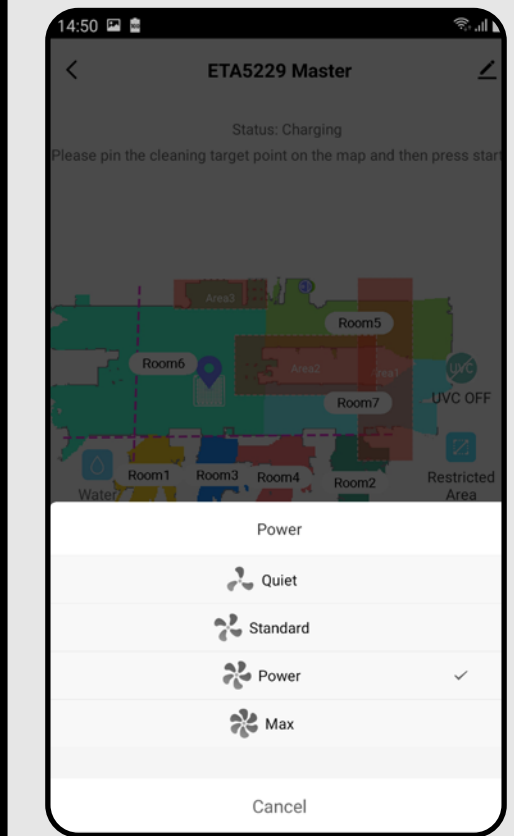 14:50
ETA5229 Master
Status: Charging
Please pin the cleaning target point on the map and then press start
Area3
Room5
Room6
Area2
Area1
UVC
Room7
UVC OFF
Room1
Room3
Room4
Room2
Water
Restricted
Area
Power
Quiet
Standard
Power
Max
Cancel